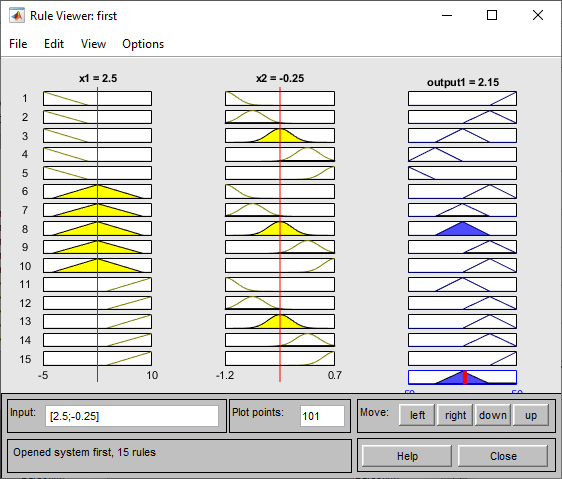 Rule Viewer: first
File Edit View Options
x1 = 2.5 x2 = -0.25 output1 = 2.15
1
2
3
4
5
6
7
8
9
10
11
12
13
14
15
-5 10 -1.2 0.7
Input: [2.5;-0.25] Plot points: 101 Move: left right down up
Opened system first, 15 rules Help Close